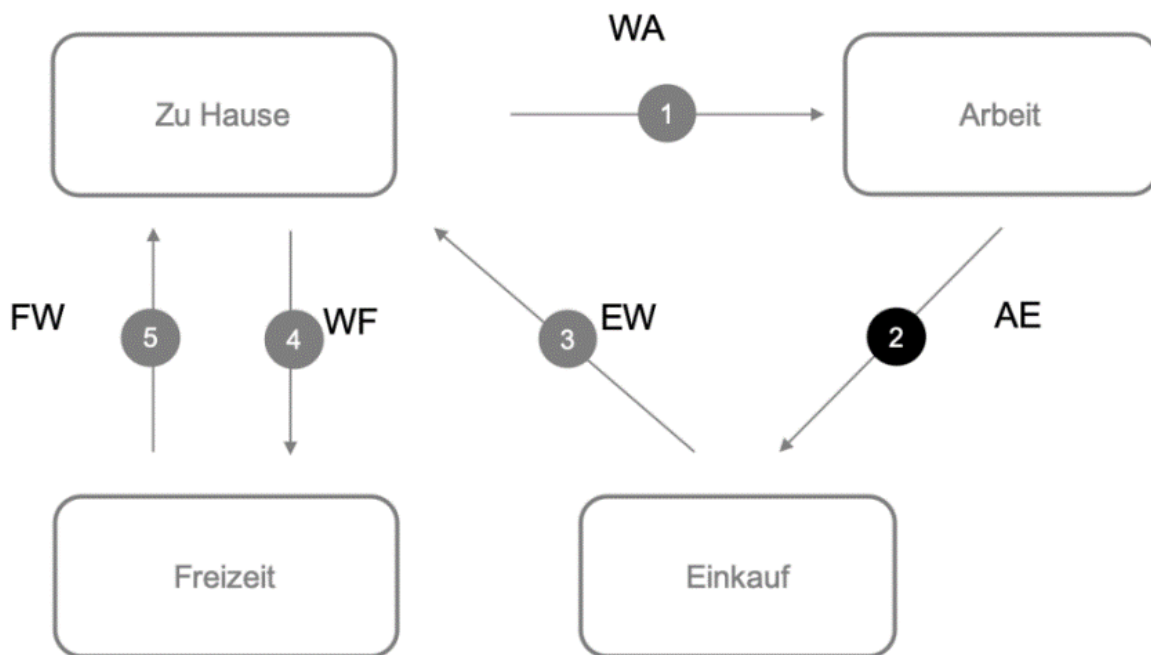 WA
Zu Hause
1
Arbeit
FW
5
4
WF
3
EW
2
AE
Freizeit
Einkauf